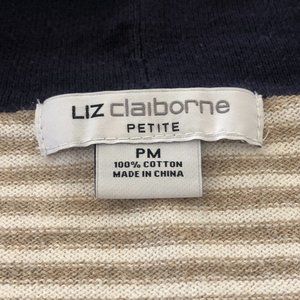 LIZ claiborne
PETITE
PM
100% COTTON
MADE IN CHINA